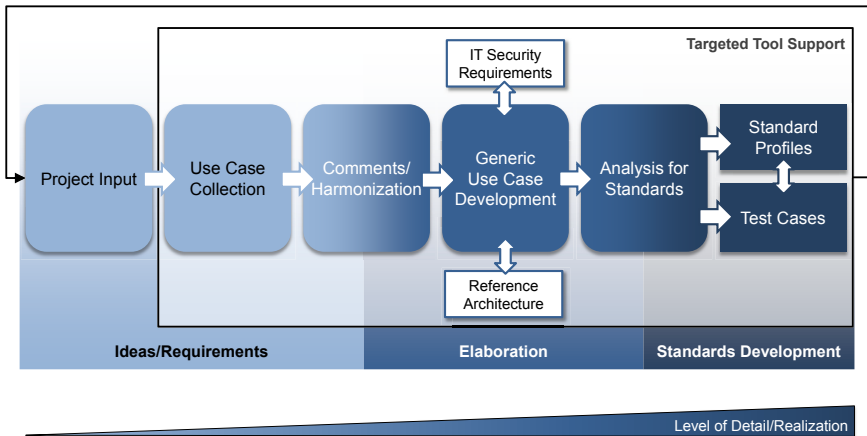 Targeted Tool Support
IT Security
Requirements
Project Input
Use Case
Collection
Comments/
Harmonization
Generic
Use Case
Development
Analysis for
Standards
Standard
Profiles
Test Cases
Reference
Architecture
Ideas/Requirements
Elaboration
Standards Development
Level of Detail/Realization